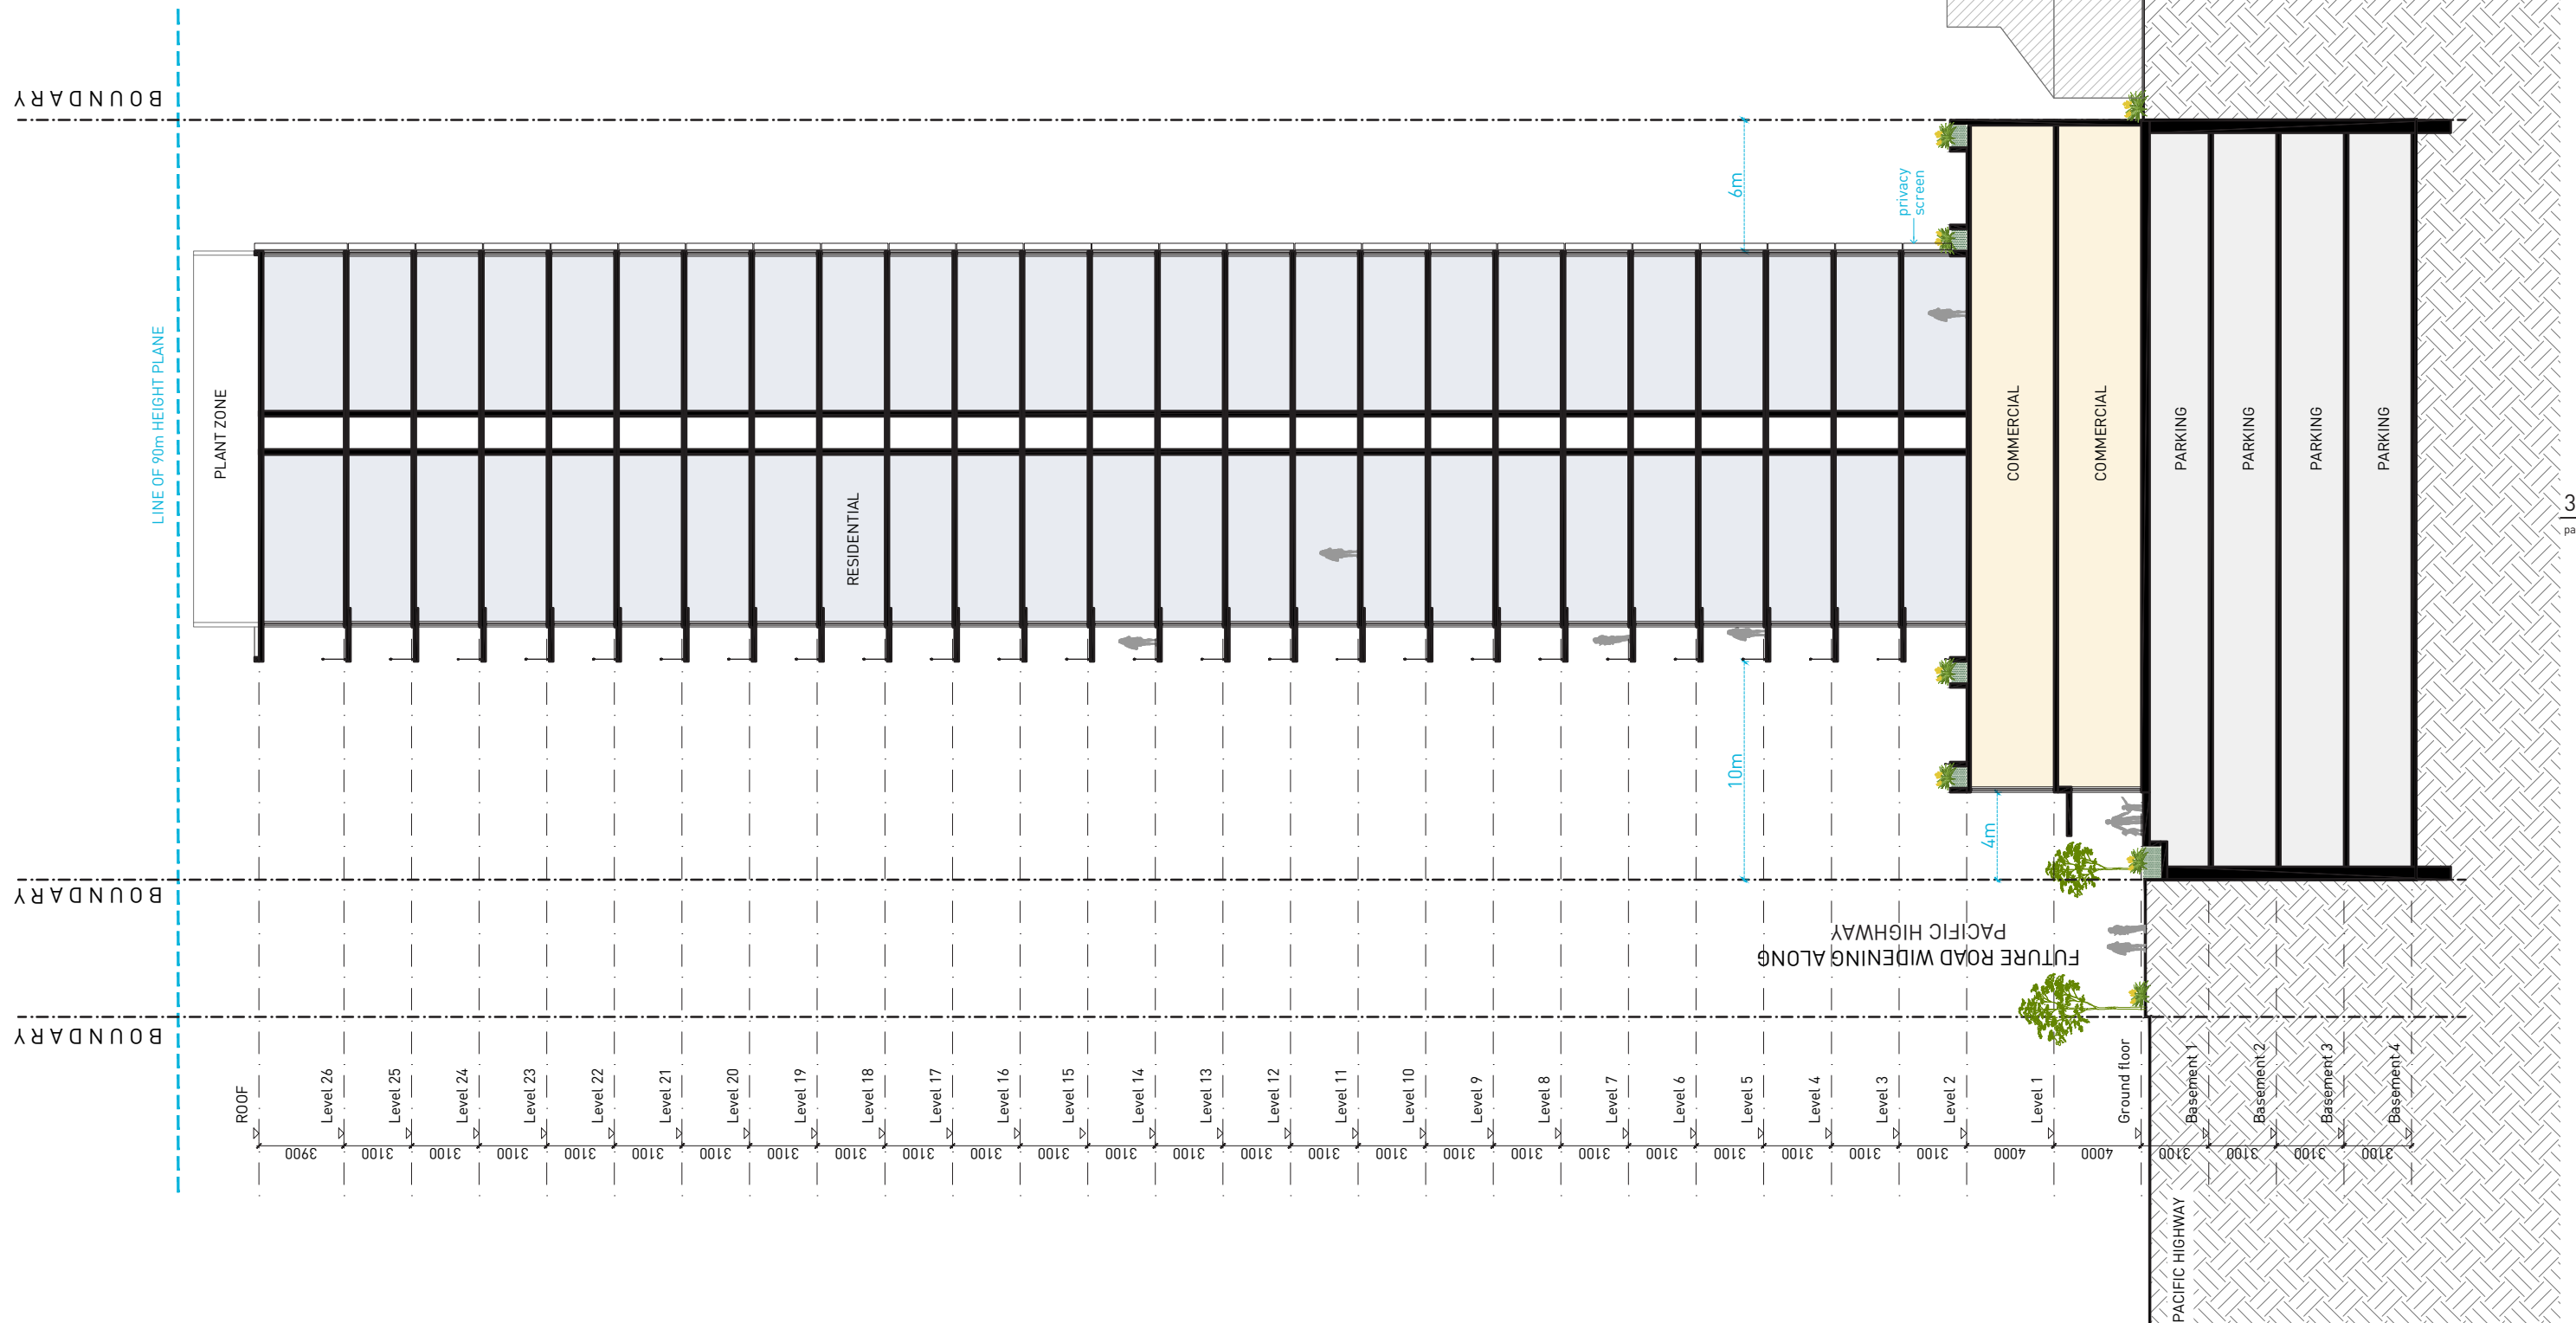 BOUNDARY
BOUNDARY
BOUNDARY
LINE OF 90m HEIGHT PLANE
PLANT ZONE
RESIDENTIAL
6m
privacy
screen
10m
4m
COMMERCIAL
COMMERCIAL
PARKING
PARKING
PARKING
PARKING
FUTURE ROAD WIDENING ALONG
PACIFIC HIGHWAY
ROOF
3900
Level 26
3100
Level 25
3100
Level 24
3100
Level 23
3100
Level 22
3100
Level 21
3100
Level 20
3100
Level 19
3100
Level 18
3100
Level 17
3100
Level 16
3100
Level 15
3100
Level 14
3100
Level 13
3100
Level 12
3100
Level 11
3100
Level 10
3100
Level 9
3100
Level 8
3100
Level 7
3100
Level 6
3100
Level 5
3100
Level 4
3100
Level 3
3100
Level 2
4000
Level 1
4000
Ground floor
3100
Basement 1
3100
Basement 2
3100
Basement 3
3100
Basement 4
PACIFIC HIGHWAY
3